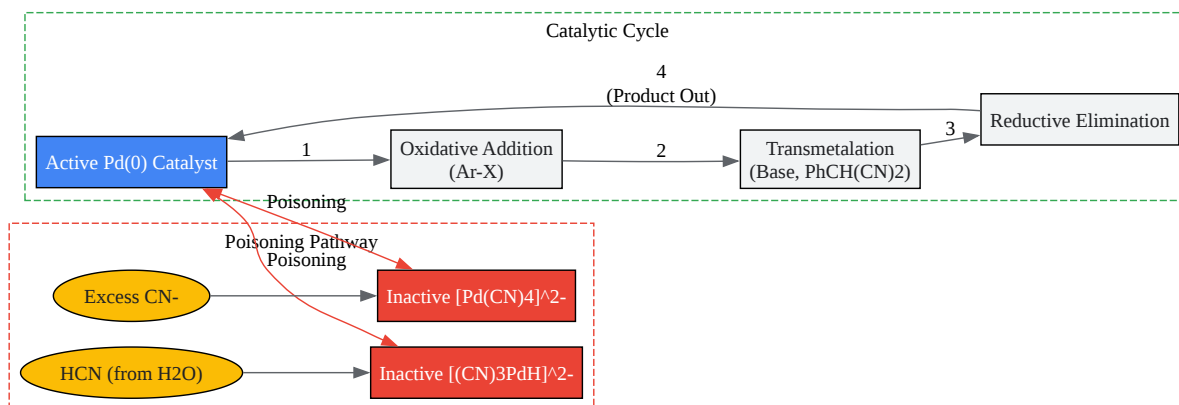 Catalytic Cycle
4
(Product Out)
Reductive Elimination
Active Pd(0) Catalyst
1
Oxidative Addition
(Ar-X)
2
Transmetalation
(Base, PhCH(CN)2)
3
Poisoning
Poisoning Pathway
Poisoning
Excess CN-
Inactive [Pd(CN)4]^2-
HCN (from H2O)
Inactive [(CN)3PdH]^2-